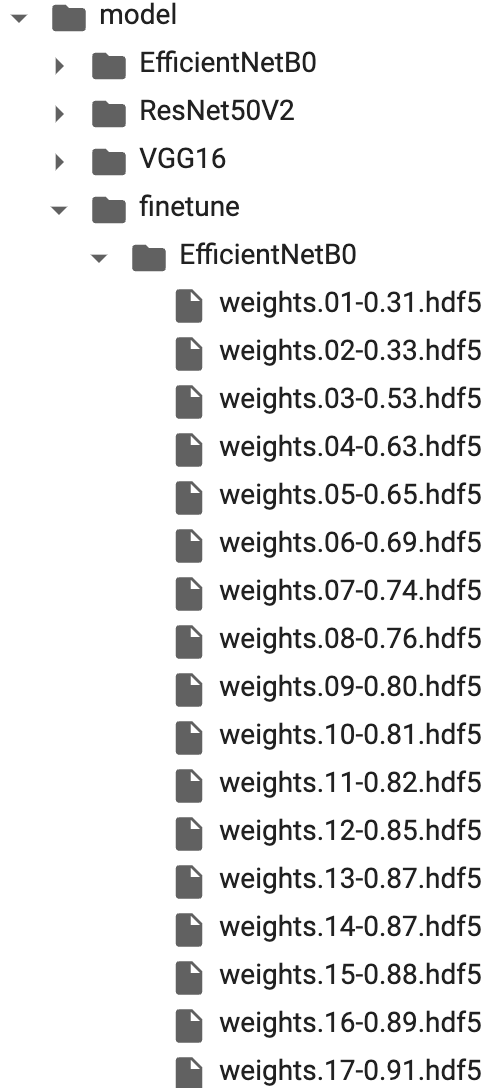 model
EfficientNetB0
ResNet50V2
VGG16
finetune
EfficientNetB0
weights.01-0.31.hdf5
weights.02-0.33.hdf5
weights.03-0.53.hdf5
weights.04-0.63.hdf5
weights.05-0.65.hdf5
weights.06-0.69.hdf5
weights.07-0.74.hdf5
weights.08-0.76.hdf5
weights.09-0.80.hdf5
weights.10-0.81.hdf5
weights.11-0.82.hdf5
weights.12-0.85.hdf5
weights.13-0.87.hdf5
weights.14-0.87.hdf5
weights.15-0.88.hdf5
weights.16-0.89.hdf5
weights.17-0.91.hdf5